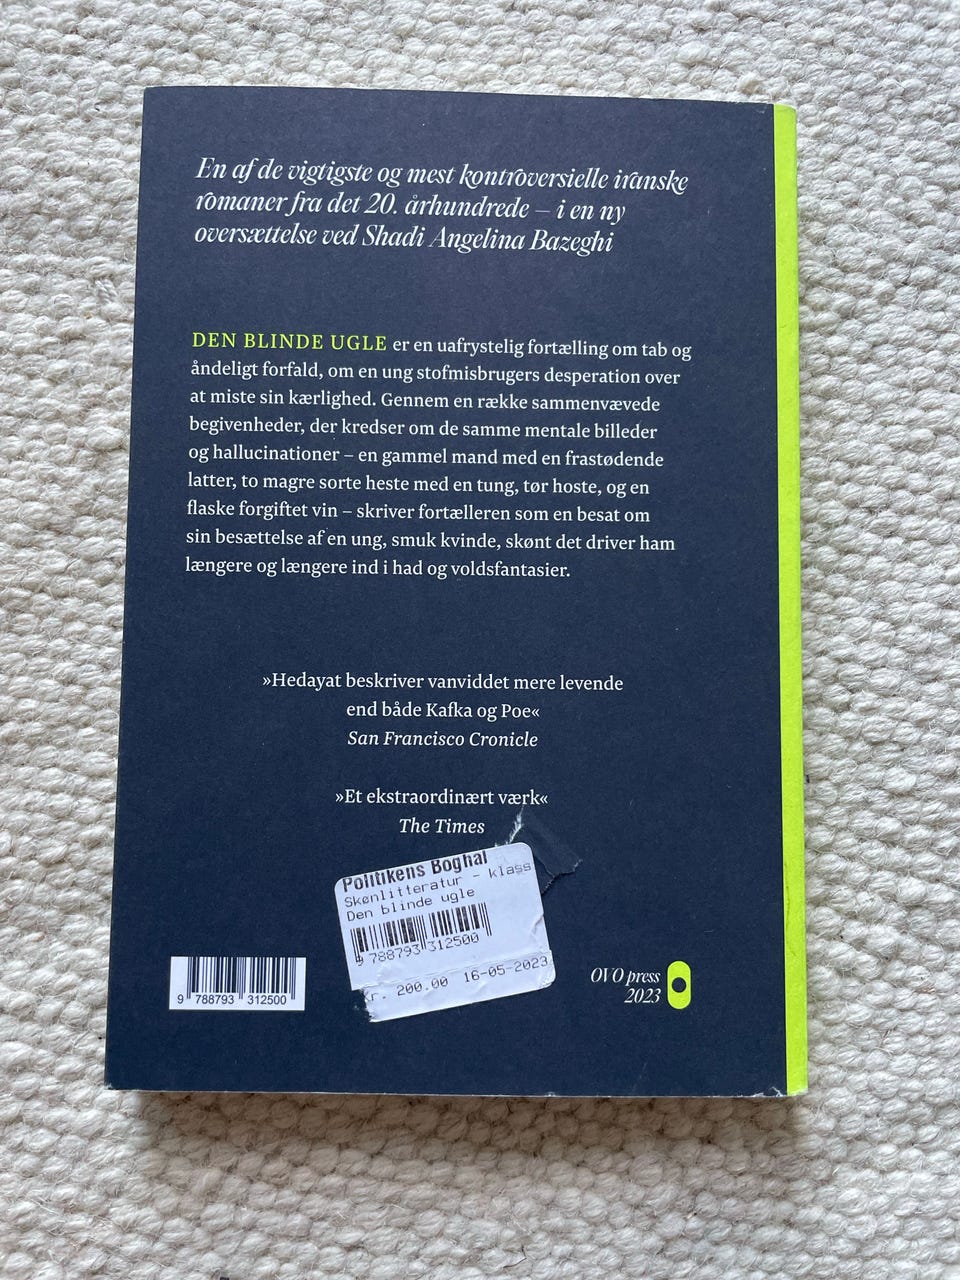 En af de vigtigste og mest kontroversielle iranske
romaner fra det 20. århundrede – i en ny
oversættelse ved Shadi Angelina Bazeghi
DEN BLINDE UGLE er en uafrystelig fortælling om tab og
åndeligt forfald, om en ung stofmisbrugers desperation over
at miste sin kærlighed. Gennem en række sammenvævede
begivenheder, der kredser om de samme mentale billeder
og hallucinationer – en gammel mand med en frastødende
latter, to magre sorte heste med en tung, tør hoste, og en
flaske forgiftet vin – skriver fortælleren som en besat om
sin besættelse af en ung, smuk kvinde, skønt det driver ham
længere og længere ind i had og voldsfantasier.
»Hedayat beskriver vanviddet mere levende
end både Kafka og Poe«
San Francisco Cronicle
»Et ekstraordinært værk«
The Times
Politikens Boghal
Skønlitteratur - klass
Den blinde ugle
9 788793 312500
Kr. 200.00 16-05-2023
9 788793 312500
OVO press
2023